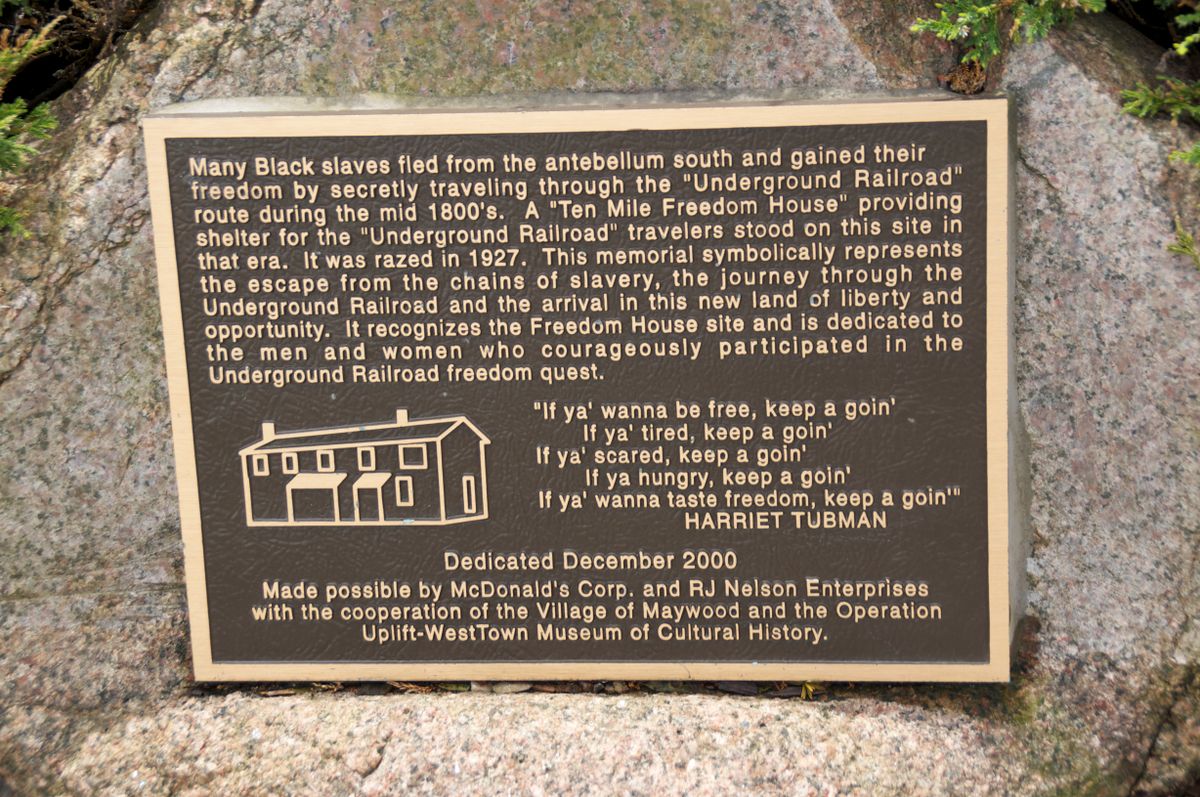 Many Black slaves fled from the antebellum south and gained their
freedom by secretly traveling through the "Underground Railroad"
route during the mid 1800's. A "Ten Mile Freedom House" providing
shelter for the "Underground Railroad" travelers stood on this site in
that era. It was razed in 1927. This memorial symbolically represents
the escape from the chains of slavery, the journey through the
Underground Railroad and the arrival in this new land of liberty and
opportunity. It recognizes the Freedom House site and is dedicated to
the men and women who courageously participated in the
Underground Railroad freedom quest.
"If ya' wanna be free, keep a goin'
If ya' tired, keep a goin'
If ya' scared, keep a goin'
If ya hungry, keep a goin'
If ya' wanna taste freedom, keep a goin'"
HARRIET TUBMAN
Dedicated December 2000
Made possible by McDonald's Corp. and RJ Nelson Enterprises
with the cooperation of the Village of Maywood and the Operation
Uplift-WestTown Museum of Cultural History.